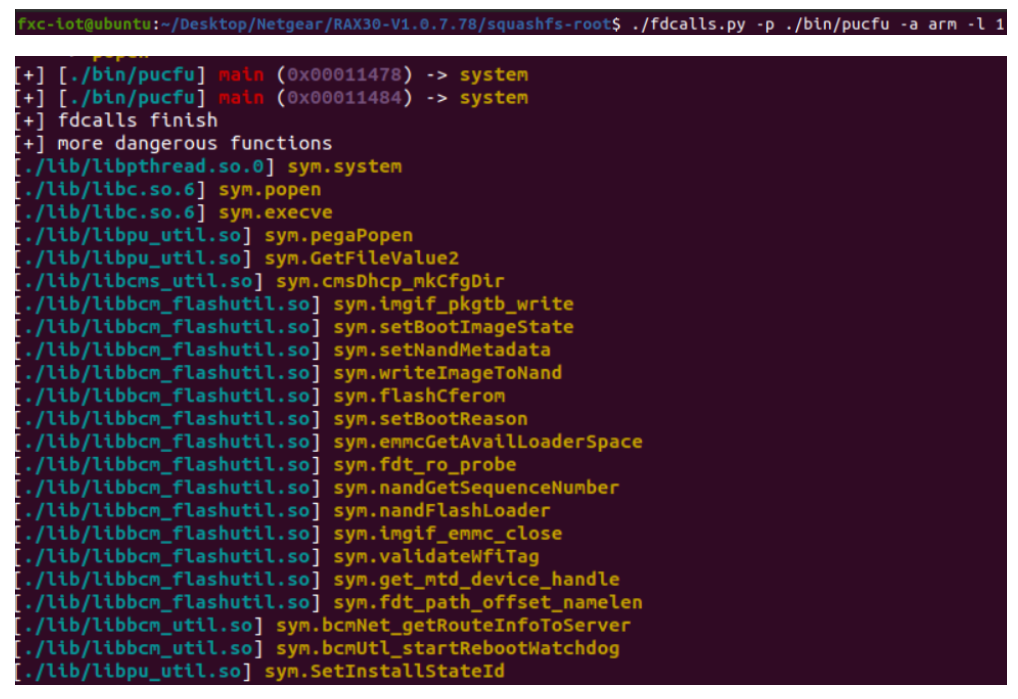 fxc-iot@ubuntu:~/Desktop/Netgear/RAX30-V1.0.7.78/squashfs-root$ ./fdcalls.py -p ./bin/pucfu -a arm -l 1
[+] [./bin/pucfu] main (0x00011478) -> system
[+] [./bin/pucfu] main (0x00011484) -> system
[+] fdcalls finish
[+] more dangerous functions
[./lib/libpthread.so.0] sym.system
[./lib/libc.so.6] sym.popen
[./lib/libc.so.6] sym.execve
[./lib/libpu_util.so] sym.pegaPopen
[./lib/libpu_util.so] sym.GetFileValue2
[./lib/libcms_util.so] sym.cmsDhcp_mkCfgDir
[./lib/libbcm_flashutil.so] sym.imgif_pkgtb_write
[./lib/libbcm_flashutil.so] sym.setBootImageState
[./lib/libbcm_flashutil.so] sym.setNandMetadata
[./lib/libbcm_flashutil.so] sym.writeImageToNand
[./lib/libbcm_flashutil.so] sym.flashCferom
[./lib/libbcm_flashutil.so] sym.setBootReason
[./lib/libbcm_flashutil.so] sym.emmcGetAvailLoaderSpace
[./lib/libbcm_flashutil.so] sym.fdt_ro_probe
[./lib/libbcm_flashutil.so] sym.nandGetSequenceNumber
[./lib/libbcm_flashutil.so] sym.nandFlashLoader
[./lib/libbcm_flashutil.so] sym.imgif_emmc_close
[./lib/libbcm_flashutil.so] sym.validateWfiTag
[./lib/libbcm_flashutil.so] sym.get_mtd_device_handle
[./lib/libbcm_flashutil.so] sym.fdt_path_offset_namelen
[./lib/libbcm_util.so] sym.bcmNet_getRouteInfoToServer
[./lib/libbcm_util.so] sym.bcmUtl_startRebootWatchdog
[./lib/libpu_util.so] sym.SetInstallStateId